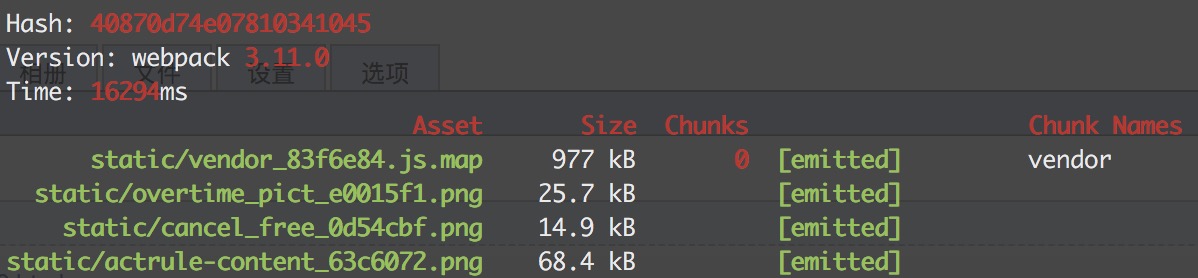 Hash: 40870d74e07810341045
Version: webpack 3.11.0
相册 文件 设置 选项
Time: 16294ms
Asset Size Chunks Chunk Names
static/vendor_83f6e84.js.map 977 kB 0 [emitted] vendor
static/overtime_pict_e0015f1.png 25.7 kB [emitted]
static/cancel_free_0d54cbf.png 14.9 kB [emitted]
static/actrule-content_63c6072.png 68.4 kB [emitted]